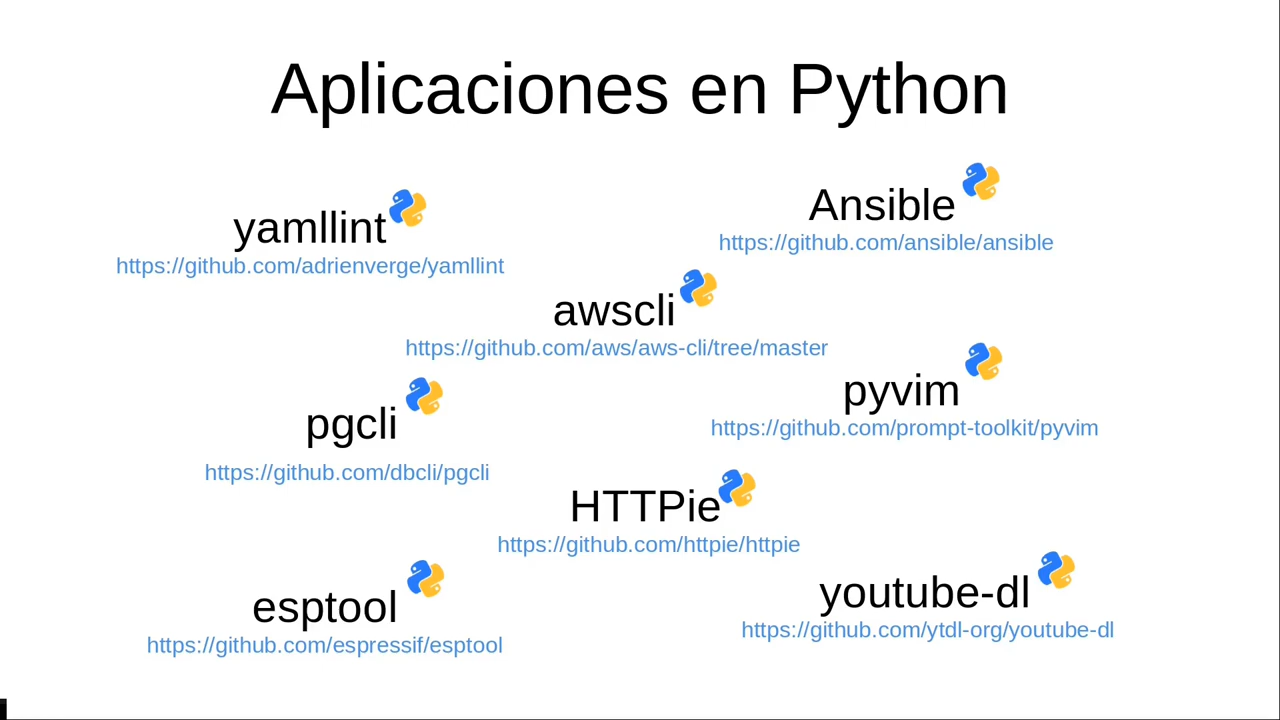 Aplicaciones en Python
yamllint
https://github.com/adrienverge/yamllint
Ansible
https://github.com/ansible/ansible
awscli
https://github.com/aws/aws-cli/tree/master
pyvim
https://github.com/prompt-toolkit/pyvim
pgcli
https://github.com/dbcli/pgcli
HTTPie
https://github.com/httpie/httpie
esptool
https://github.com/espressif/esptool
youtube-dl
https://github.com/ytdl-org/youtube-dl